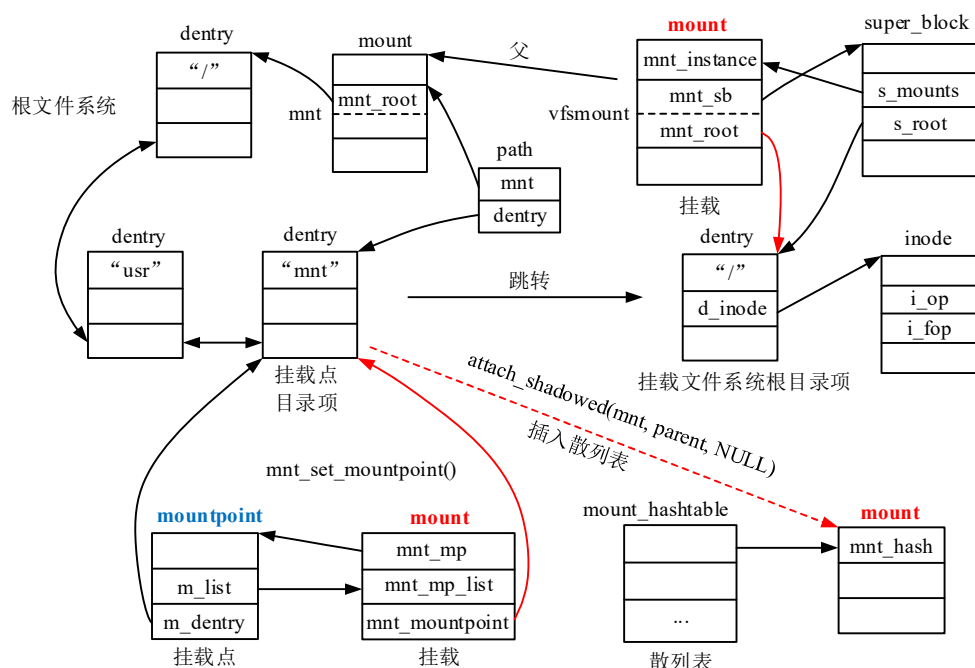 super_block
dentry
mount
mount
“/”
父
mnt_instance
根文件系统
mnt
mnt_root
vfsmount
mnt_sb
s_mounts
mnt_root
s_root
path
mnt
dentry
挂载
dentry
dentry
dentry
inode
“usr”
“mnt”
跳转
“/”
d_inode
i_op
i_fop
挂载点
目录项
挂载文件系统根目录项
attach_shadowed(mnt, parent, NULL)
插入散列表
mnt_set_mountpoint()
mountpoint
mount
mount_hashtable
mount
mnt_mp
mnt_hash
m_list
mnt_mp_list
m_dentry
mnt_mountpoint
...
挂载点
挂载
散列表